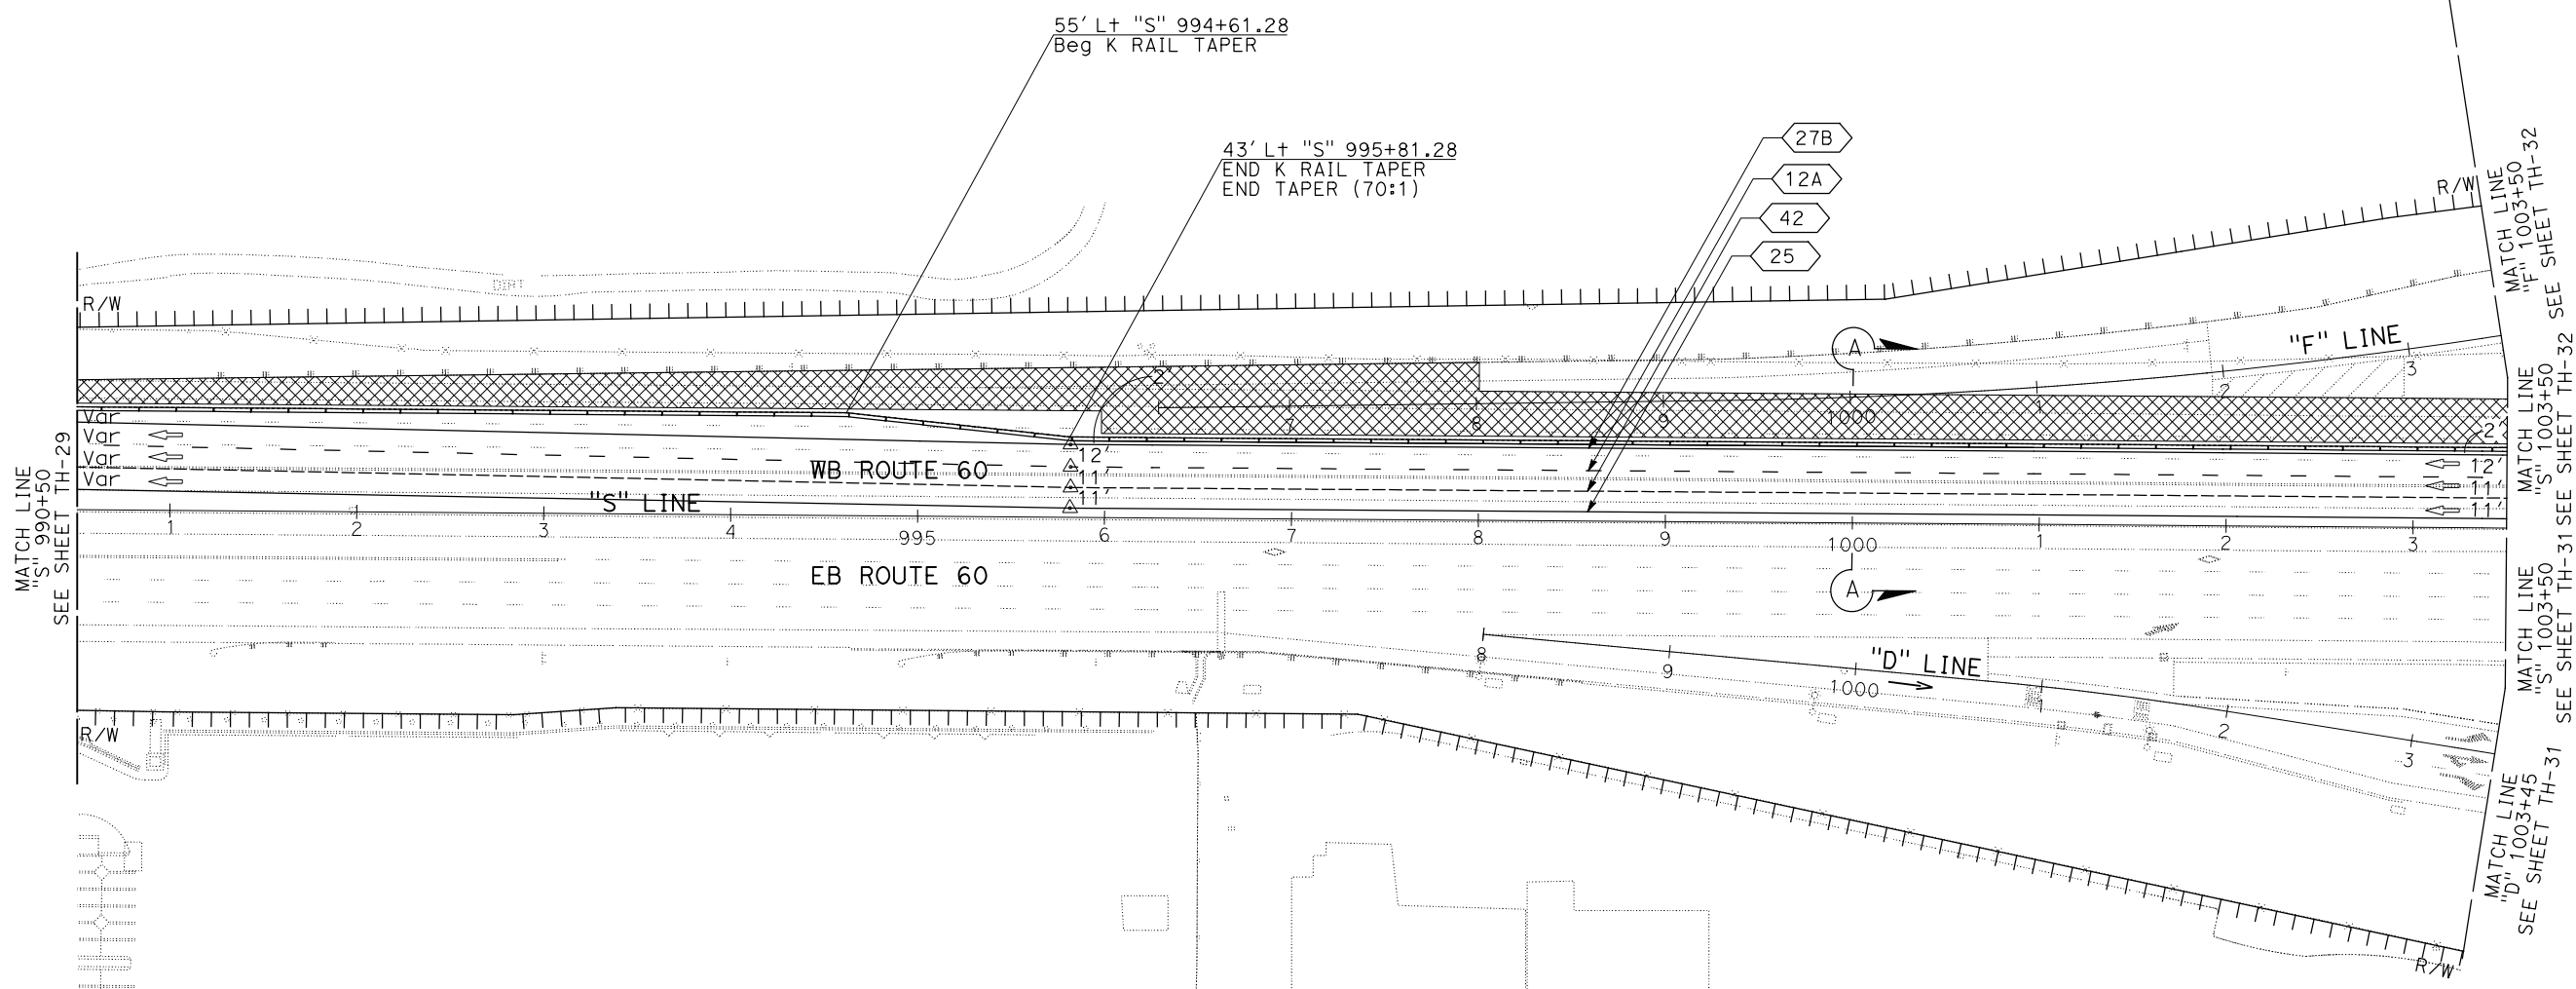 55' Lt "S" 994+61.28
Beg K RAIL TAPER
43' Lt "S" 995+81.28
END K RAIL TAPER
END TAPER (70:1)
27B
12A
42
25
R/W
DIRT
R/W
MATCH LINE
"F" 1003+50
SEE SHEET TH-32
"F" LINE
A
2'
7
8
9
1000
1
2
3
2'
Var
Var
Var
Var
12'
11'
11'
WB ROUTE 60
"S" LINE
12'
11'
11'
MATCH LINE
"S" 990+50
SEE SHEET TH-29
MATCH LINE
"S" 1003+50
SEE SHEET TH-32
1
2
3
4
995
6
7
8
9
1000
1
2
3
EB ROUTE 60
A
MATCH LINE
"S" 1003+50
SEE SHEET TH-31
8
9
1000
1
2
3
"D" LINE
R/W
MATCH LINE
"D" 1003+45
SEE SHEET TH-31
R/W